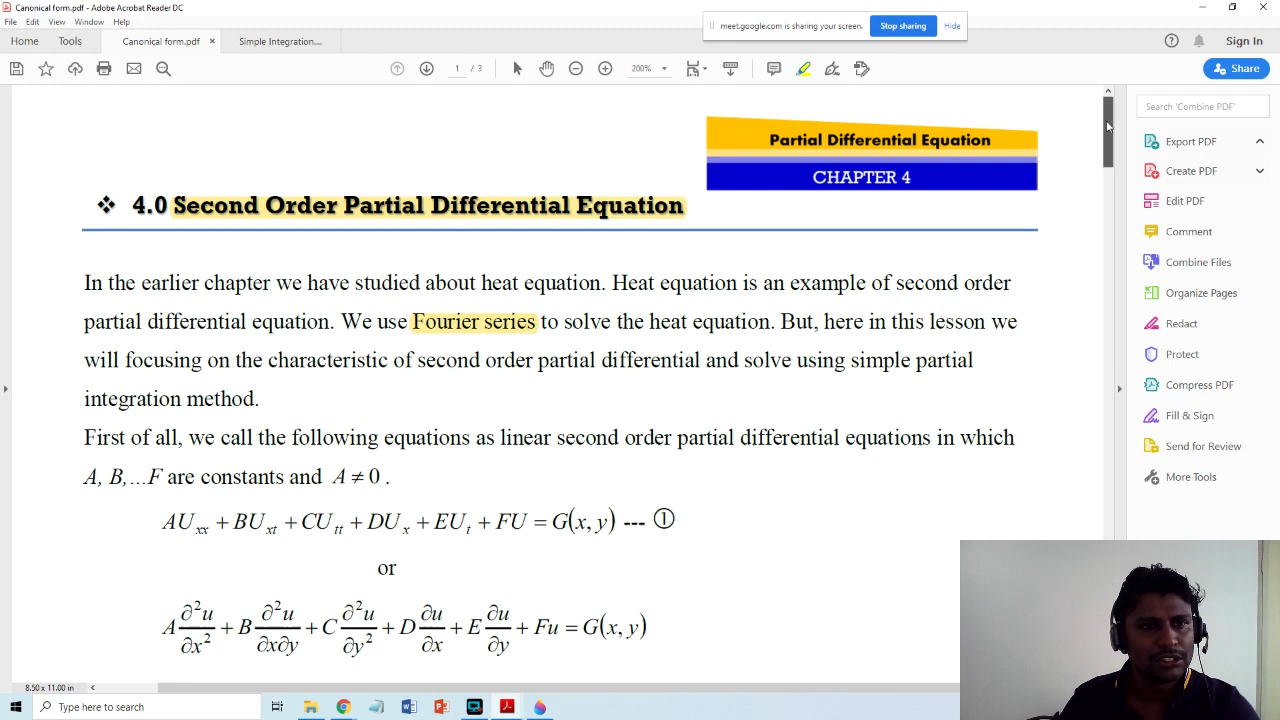 Canonical form.pdf - Adobe Acrobat Reader DC
File Edit View Window Help
meet.google.com is sharing your screen. Stop sharing Hide
Home Tools Canonical form.pdf × Simple Integration.... Sign In
1 / 3 200% Share
Partial Differential Equation
CHAPTER 4
❖ 4.0 Second Order Partial Differential Equation
In the earlier chapter we have studied about heat equation. Heat equation is an example of second order
partial differential equation. We use Fourier series to solve the heat equation. But, here in this lesson we
will focusing on the characteristic of second order partial differential and solve using simple partial
integration method.
First of all, we call the following equations as linear second order partial differential equations in which
A, B,...F are constants and A ≠ 0 .
AUₓₓ + BUₓₜ + CUₜₜ + DUₓ + EUₜ + FU = G(x, y) --- ①
or
A ∂²u/∂x² + B ∂²u/∂x∂y + C ∂²u/∂y² + D ∂u/∂x + E ∂u/∂y + Fu = G(x, y)
Search 'Combine PDF'
Export PDF
Create PDF
Edit PDF
Comment
Combine Files
Organize Pages
Redact
Protect
Compress PDF
Fill & Sign
Send for Review
More Tools
8.50 x 11.00 in
Type here to search